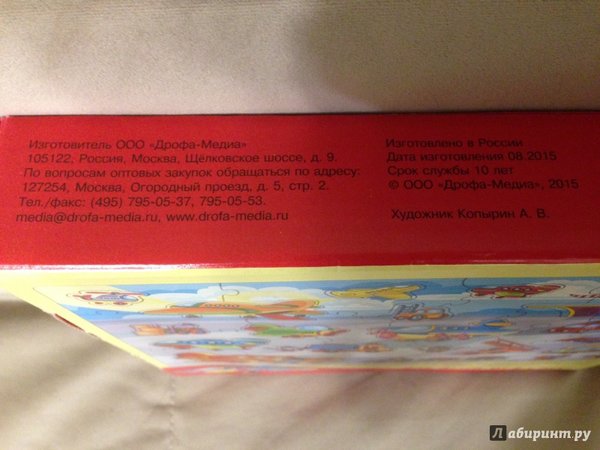 Изготовитель ООО «Дрофа-Медиа»
105122, Россия, Москва, Щёлковское шоссе, д. 9.
По вопросам оптовых закупок обращаться по адресу:
127254, Москва, Огородный проезд, д. 5, стр. 2.
Тел./факс: (495) 795-05-37, 795-05-53.
media@drofa-media.ru, www.drofa-media.ru
Изготовлено в России
Дата изготовления 08.2015
Срок службы 10 лет
© ООО «Дрофа-Медиа», 2015
Художник Копырин А. В.
Лабиринт.ру